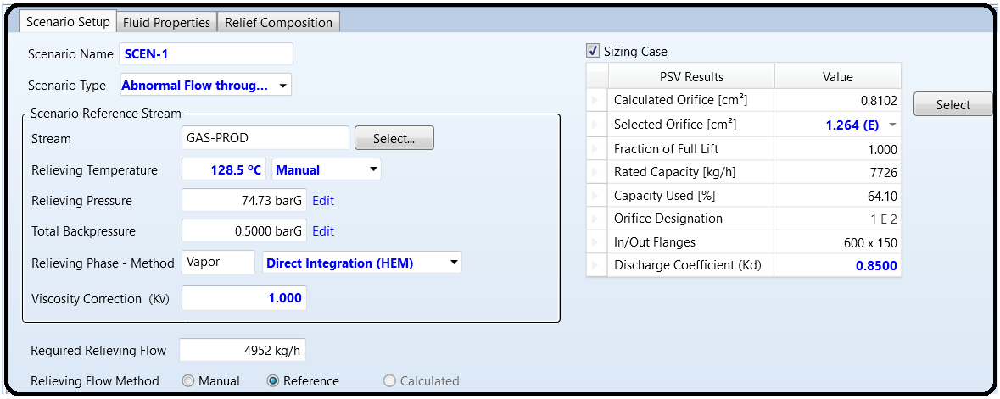 Scenario Setup Fluid Properties Relief Composition
Scenario Name SCEN-1
Scenario Type Abnormal Flow throug...
Scenario Reference Stream
Stream GAS-PROD Select...
Relieving Temperature 128.5 ºC Manual
Relieving Pressure 74.73 barG Edit
Total Backpressure 0.5000 barG Edit
Relieving Phase - Method Vapor Direct Integration (HEM)
Viscosity Correction (Kv) 1.000
Required Relieving Flow 4952 kg/h
Relieving Flow Method Manual Reference Calculated
Sizing Case
PSV Results Value
Calculated Orifice [cm²] 0.8102
Selected Orifice [cm²] 1.264 (E)
Fraction of Full Lift 1.000
Rated Capacity [kg/h] 7726
Capacity Used [%] 64.10
Orifice Designation 1 E 2
In/Out Flanges 600 x 150
Discharge Coefficient (Kd) 0.8500
Select